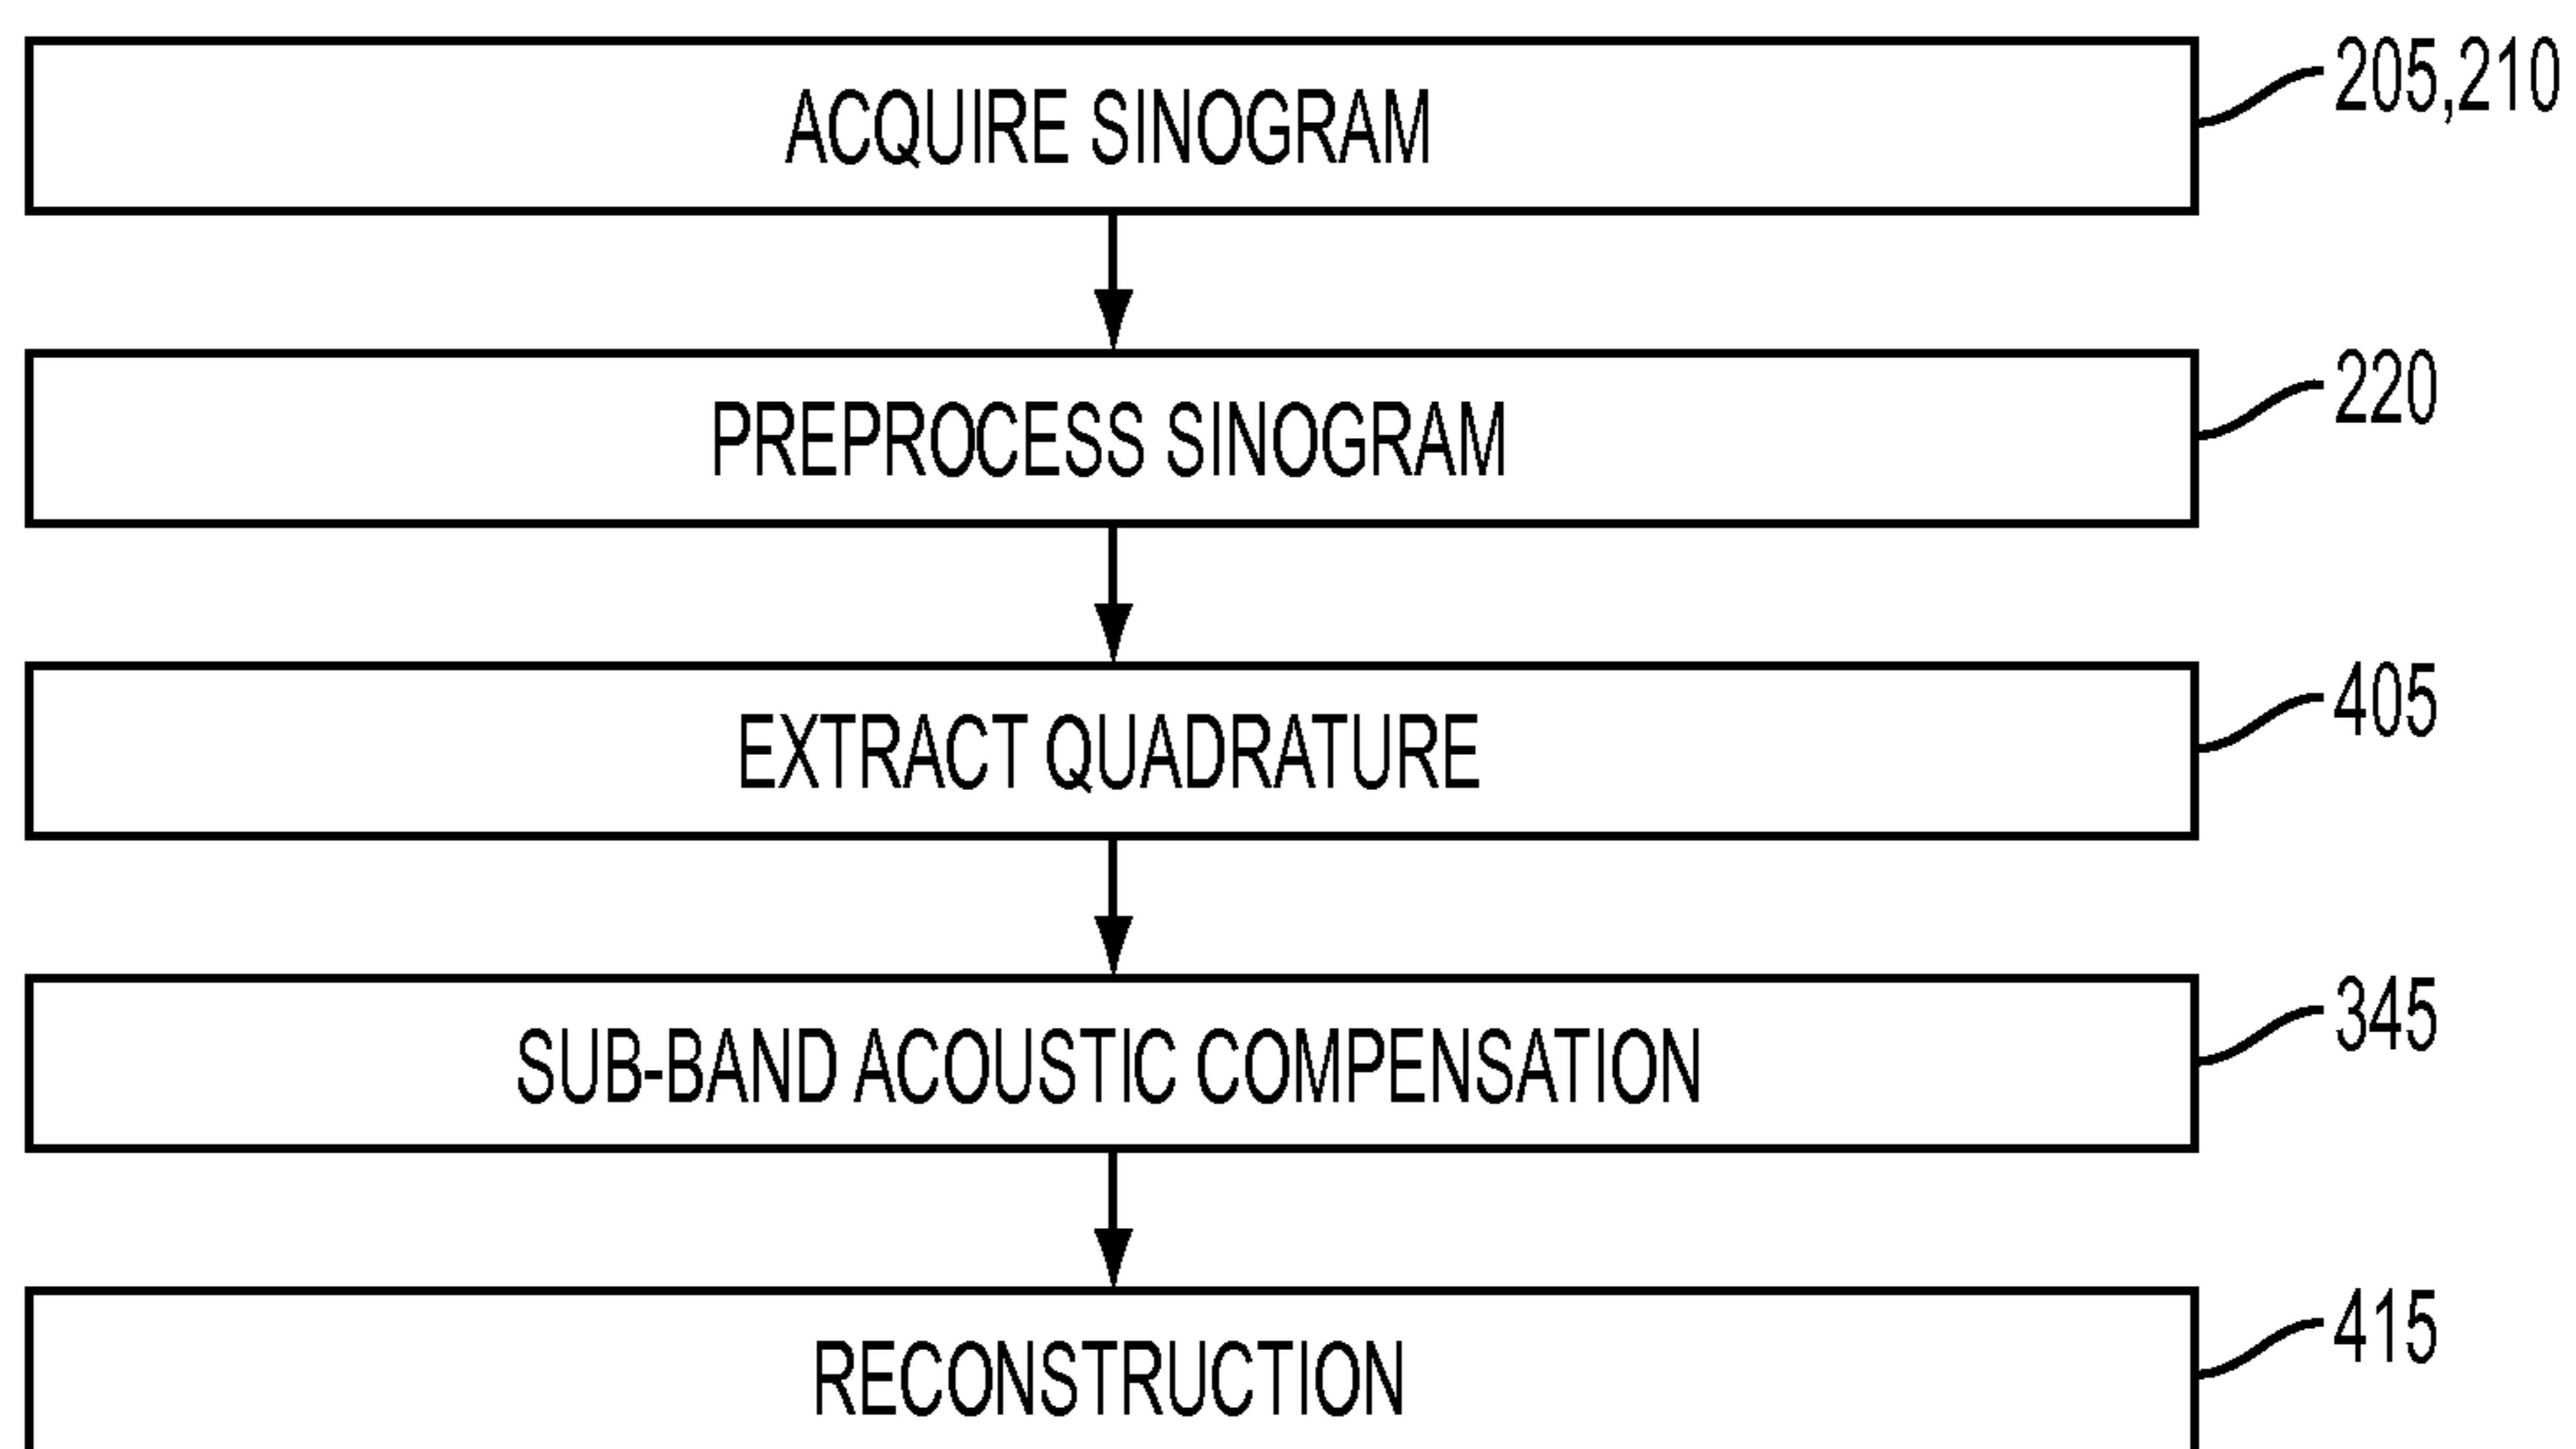 ACQUIRE SINOGRAM
205,210
PREPROCESS SINOGRAM
220
EXTRACT QUADRATURE
405
SUB-BAND ACOUSTIC COMPENSATION
345
RECONSTRUCTION
415